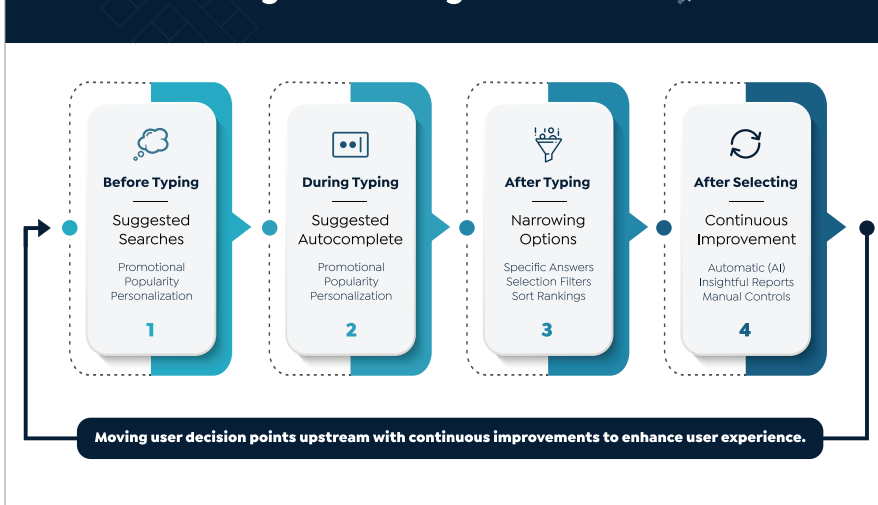 Before Typing
Suggested
Searches
Promotional
Popularity
Personalization
1
During Typing
Suggested
Autocomplete
Promotional
Popularity
Personalization
2
After Typing
Narrowing
Options
Specific Answers
Selection Filters
Sort Rankings
3
After Selecting
Continuous
Improvement
Automatic (AI)
Insightful Reports
Manual Controls
4
Moving user decision points upstream with continuous improvements to enhance user experience.